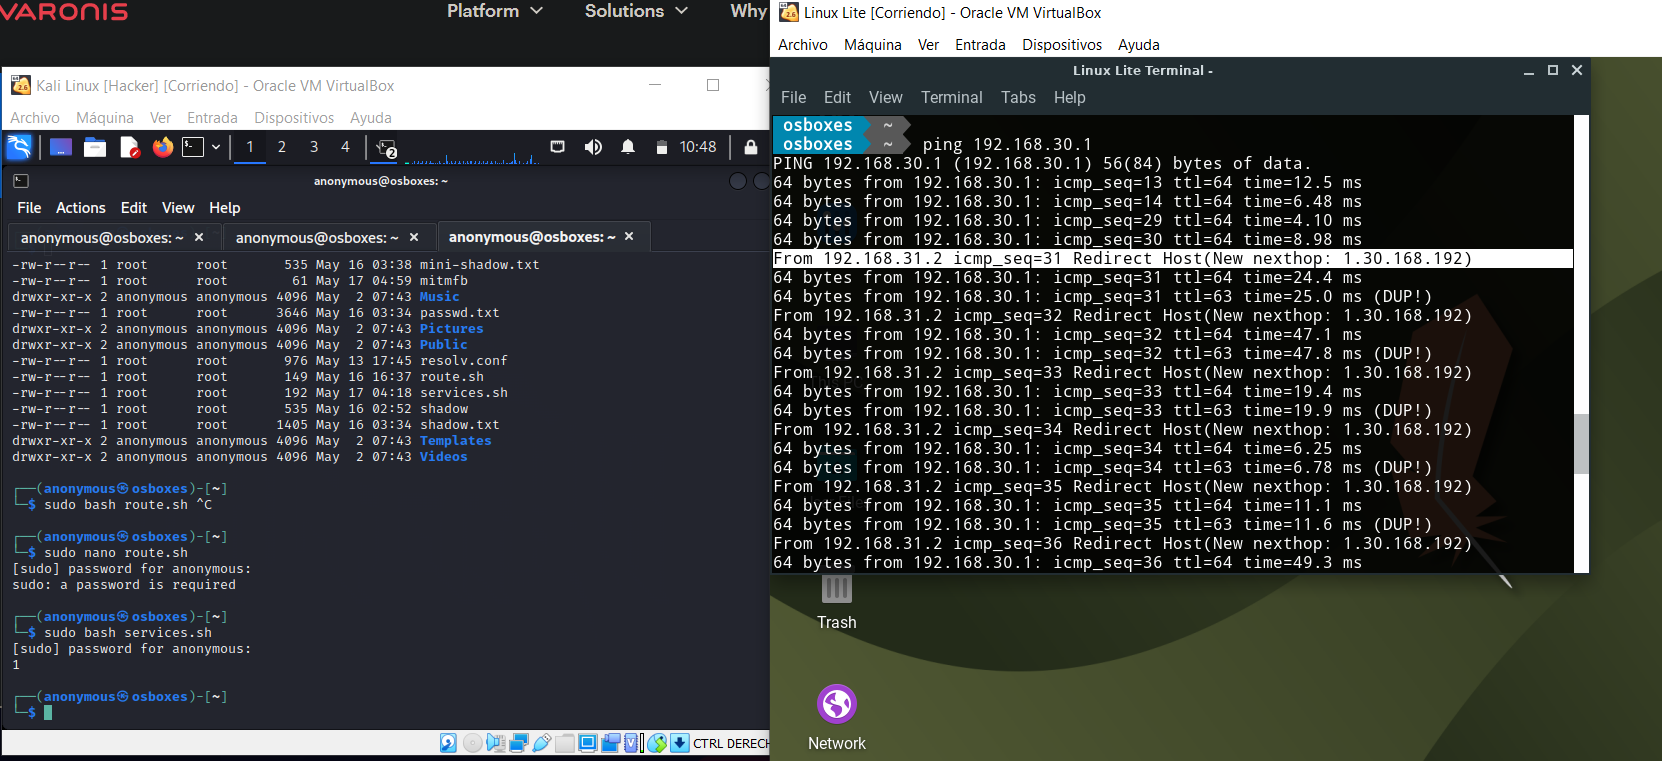 VARONIS
Platform
Solutions
Why
Kali Linux [Hacker] [Corriendo] - Oracle VM VirtualBox
Archivo Máquina Ver Entrada Dispositivos Ayuda
1 2 3 4
2
10:48
anonymous@osboxes: ~
File Actions Edit View Help
anonymous@osboxes: ~ × anonymous@osboxes: ~ × anonymous@osboxes: ~ ×
-rw-r--r-- 1 root root 535 May 16 03:38 mini-shadow.txt
-rw-r--r-- 1 root root 61 May 17 04:59 mitmfb
drwxr-xr-x 2 anonymous anonymous 4096 May 2 07:43 Music
-rw-r--r-- 1 root root 3646 May 16 03:34 passwd.txt
drwxr-xr-x 2 anonymous anonymous 4096 May 2 07:43 Pictures
drwxr-xr-x 2 anonymous anonymous 4096 May 2 07:43 Public
-rw-r--r-- 1 root root 976 May 13 17:45 resolv.conf
-rw-r--r-- 1 root root 149 May 16 16:37 route.sh
-rw-r--r-- 1 root root 192 May 17 04:18 services.sh
-rw-r--r-- 1 root root 535 May 16 02:52 shadow
-rw-r--r-- 1 root root 1405 May 16 03:34 shadow.txt
drwxr-xr-x 2 anonymous anonymous 4096 May 2 07:43 Templates
drwxr-xr-x 2 anonymous anonymous 4096 May 2 07:43 Videos
┌──(anonymous㉿osboxes)-[~]
└─$ sudo bash route.sh ^C
┌──(anonymous㉿osboxes)-[~]
└─$ sudo nano route.sh
[sudo] password for anonymous:
sudo: a password is required
┌──(anonymous㉿osboxes)-[~]
└─$ sudo bash services.sh
[sudo] password for anonymous:
1
┌──(anonymous㉿osboxes)-[~]
└─$
CTRL DERECH
Linux Lite [Corriendo] - Oracle VM VirtualBox
Archivo Máquina Ver Entrada Dispositivos Ayuda
Linux Lite Terminal -
File Edit View Terminal Tabs Help
osboxes ~
osboxes ~ ping 192.168.30.1
PING 192.168.30.1 (192.168.30.1) 56(84) bytes of data.
64 bytes from 192.168.30.1: icmp_seq=13 ttl=64 time=12.5 ms
64 bytes from 192.168.30.1: icmp_seq=14 ttl=64 time=6.48 ms
64 bytes from 192.168.30.1: icmp_seq=29 ttl=64 time=4.10 ms
64 bytes from 192.168.30.1: icmp_seq=30 ttl=64 time=8.98 ms
From 192.168.31.2 icmp_seq=31 Redirect Host(New nexthop: 1.30.168.192)
64 bytes from 192.168.30.1: icmp_seq=31 ttl=64 time=24.4 ms
64 bytes from 192.168.30.1: icmp_seq=31 ttl=63 time=25.0 ms (DUP!)
From 192.168.31.2 icmp_seq=32 Redirect Host(New nexthop: 1.30.168.192)
64 bytes from 192.168.30.1: icmp_seq=32 ttl=64 time=47.1 ms
64 bytes from 192.168.30.1: icmp_seq=32 ttl=63 time=47.8 ms (DUP!)
From 192.168.31.2 icmp_seq=33 Redirect Host(New nexthop: 1.30.168.192)
64 bytes from 192.168.30.1: icmp_seq=33 ttl=64 time=19.4 ms
64 bytes from 192.168.30.1: icmp_seq=33 ttl=63 time=19.9 ms (DUP!)
From 192.168.31.2 icmp_seq=34 Redirect Host(New nexthop: 1.30.168.192)
64 bytes from 192.168.30.1: icmp_seq=34 ttl=64 time=6.25 ms
64 bytes from 192.168.30.1: icmp_seq=34 ttl=63 time=6.78 ms (DUP!)
From 192.168.31.2 icmp_seq=35 Redirect Host(New nexthop: 1.30.168.192)
64 bytes from 192.168.30.1: icmp_seq=35 ttl=64 time=11.1 ms
64 bytes from 192.168.30.1: icmp_seq=35 ttl=63 time=11.6 ms (DUP!)
From 192.168.31.2 icmp_seq=36 Redirect Host(New nexthop: 1.30.168.192)
64 bytes from 192.168.30.1: icmp_seq=36 ttl=64 time=49.3 ms
Trash
Network